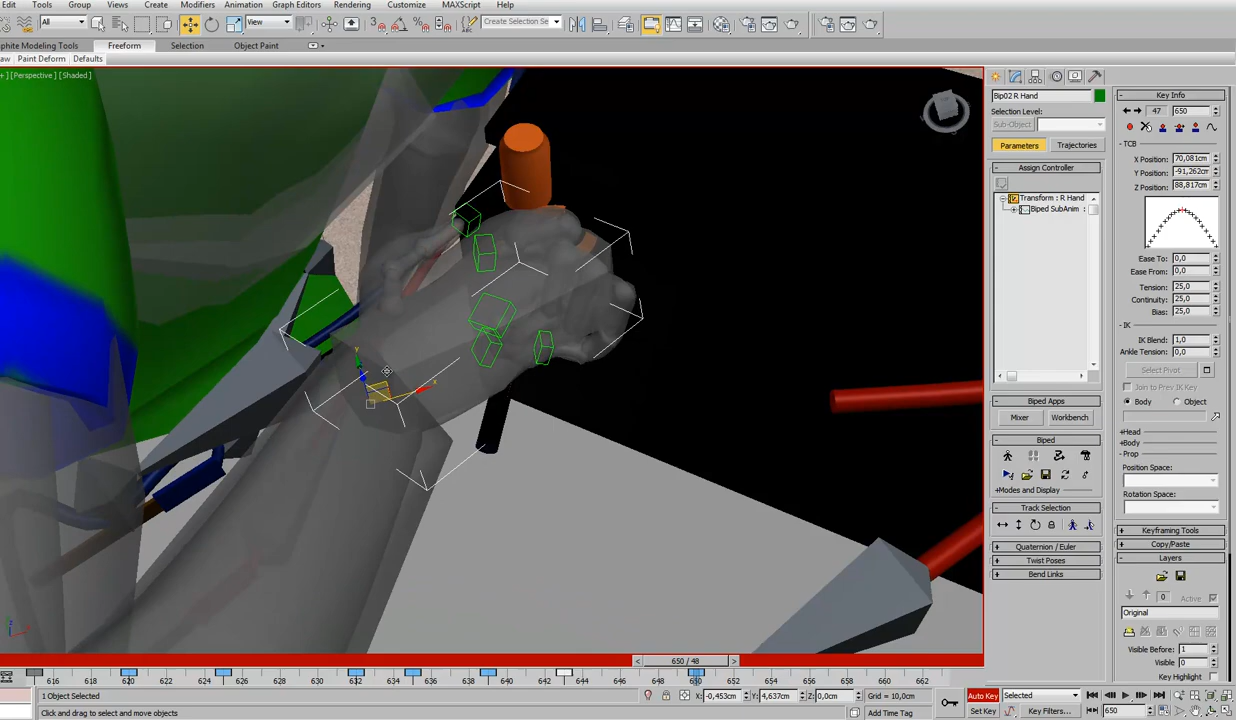 Edit Tools Group Views Create Modifiers Animation Graph Editors Rendering Customize MAXScript Help
All View Create Selection Se
phite Modeling Tools Freeform Selection Object Paint
aw Paint Deform Defaults
+ ] [Perspective ] [Shaded ]
Bip02 R Hand
Selection Level:
Sub-Object
Parameters Trajectories
Assign Controller
Transform : R Hand
Biped SubAnim :
Biped Apps
Mixer Workbench
Biped
+Modes and Display
Track Selection
Quaternion / Euler
Twist Poses
Bend Links
Key Info
47 650
TCB
X Position: 70,081cm
Y Position: -91,262cm
Z Position: 88,817cm
Ease To: 0,0
Ease From: 0,0
Tension: 25,0
Continuity: 25,0
Bias: 25,0
IK
IK Blend: 1,0
Ankle Tension: 0,0
Select Pivot
Join to Prev IK Key
Body Object
+Head
+Body
- Prop
Position Space:
Rotation Space:
Keyframing Tools
Copy/Paste
Layers
0 Active
Original
Visible Before: 1
Visible 0
Key Highlight
650 / 48
616 618 620 622 624 626 628 630 632 634 636 638 640 642 644 646 648 650 652 654 656 658 660 662
1 Object Selected X: -0,453cm Y: 4,637cm Z: 0,0cm Grid = 10,0cm Auto Key Selected
Click and drag to select and move objects Add Time Tag Set Key Key Filters... 650